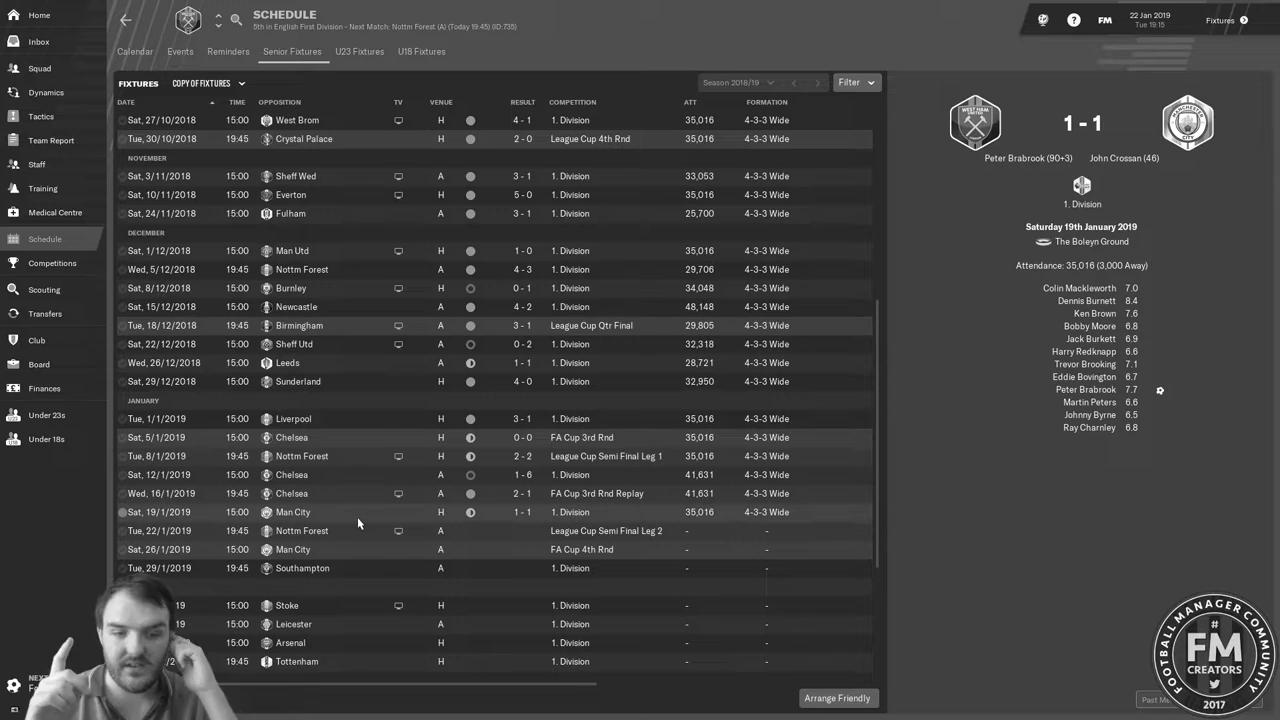 Home
Inbox
Squad
Dynamics
Tactics
Team Report
Staff
Training
Medical Centre
Schedule
Competitions
Scouting
Transfers
Club
Board
Finances
Under 23s
Under 18s
SCHEDULE
5th in English First Division - Next Match: Nottm Forest (A) (Today 19:45) (ID:735)
? FM 22 Jan 2019 Tue 19:15 Fixtures
Calendar Events Reminders Senior Fixtures U23 Fixtures U18 Fixtures
FIXTURES COPY OF FIXTURES Season 2018/19 Filter
DATE TIME OPPOSITION TV VENUE RESULT COMPETITION ATT FORMATION
Sat, 27/10/2018 15:00 West Brom H 4 - 1 1. Division 35,016 4-3-3 Wide
Tue, 30/10/2018 19:45 Crystal Palace H 2 - 0 League Cup 4th Rnd 35,016 4-3-3 Wide
NOVEMBER
Sat, 3/11/2018 15:00 Sheff Wed A 3 - 1 1. Division 33,053 4-3-3 Wide
Sat, 10/11/2018 15:00 Everton H 5 - 0 1. Division 35,016 4-3-3 Wide
Sat, 24/11/2018 15:00 Fulham A 3 - 1 1. Division 25,700 4-3-3 Wide
DECEMBER
Sat, 1/12/2018 15:00 Man Utd H 1 - 0 1. Division 35,016 4-3-3 Wide
Wed, 5/12/2018 19:45 Nottm Forest A 4 - 3 1. Division 29,706 4-3-3 Wide
Sat, 8/12/2018 15:00 Burnley H 0 - 1 1. Division 34,048 4-3-3 Wide
Sat, 15/12/2018 15:00 Newcastle A 4 - 2 1. Division 48,148 4-3-3 Wide
Tue, 18/12/2018 19:45 Birmingham A 3 - 1 League Cup Qtr Final 29,805 4-3-3 Wide
Sat, 22/12/2018 15:00 Sheff Utd H 0 - 2 1. Division 32,318 4-3-3 Wide
Wed, 26/12/2018 15:00 Leeds A 1 - 1 1. Division 28,721 4-3-3 Wide
Sat, 29/12/2018 15:00 Sunderland H 4 - 0 1. Division 32,950 4-3-3 Wide
JANUARY
Tue, 1/1/2019 15:00 Liverpool H 3 - 1 1. Division 35,016 4-3-3 Wide
Sat, 5/1/2019 15:00 Chelsea H 0 - 0 FA Cup 3rd Rnd 35,016 4-3-3 Wide
Tue, 8/1/2019 19:45 Nottm Forest H 2 - 2 League Cup Semi Final Leg 1 35,016 4-3-3 Wide
Sat, 12/1/2019 15:00 Chelsea A 1 - 6 1. Division 41,631 4-3-3 Wide
Wed, 16/1/2019 19:45 Chelsea A 2 - 1 FA Cup 3rd Rnd Replay 41,631 4-3-3 Wide
Sat, 19/1/2019 15:00 Man City H 1 - 1 1. Division 35,016 4-3-3 Wide
Tue, 22/1/2019 19:45 Nottm Forest A League Cup Semi Final Leg 2 - -
Sat, 26/1/2019 15:00 Man City A FA Cup 4th Rnd - -
Tue, 29/1/2019 19:45 Southampton A 1. Division - -
19 15:00 Stoke H 1. Division - -
19 15:00 Leicester A 1. Division - -
15:00 Arsenal H 1. Division - -
19:45 Tottenham H 1. Division - -
Arrange Friendly
WEST HAM UNITED
MANCHESTER CITY
1 - 1
Peter Brabrook (90+3) John Crossan (46)
1. Division
Saturday 19th January 2019
The Boleyn Ground
Attendance: 35,016 (3,000 Away)
Colin Mackleworth 7.0
Dennis Burnett 8.4
Ken Brown 7.6
Bobby Moore 6.8
Jack Burkett 6.9
Harry Redknapp 6.6
Trevor Brooking 7.1
Eddie Bovington 6.7
Peter Brabrook 7.7
Martin Peters 6.6
Johnny Byrne 6.5
Ray Charnley 6.8
Past Me
FOOTBALL MANAGER COMMUNITY
#
FM
CREATORS
2017